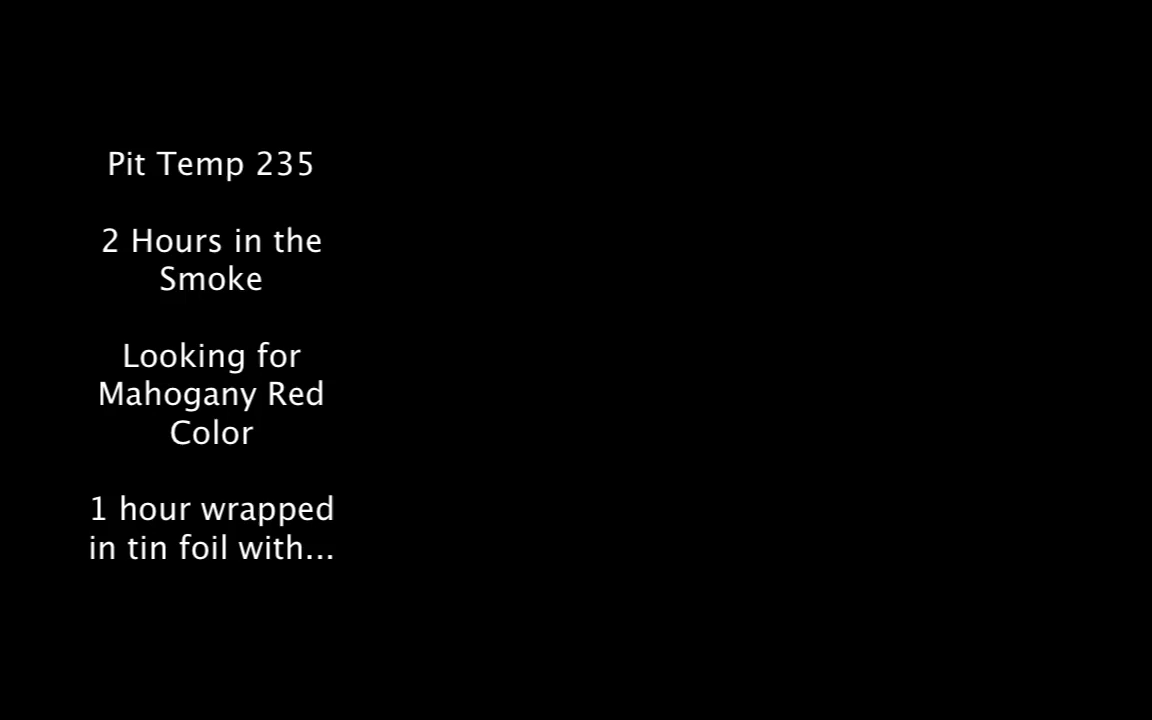 Pit Temp 235
2 Hours in the
Smoke
Looking for
Mahogany Red
Color
1 hour wrapped
in tin foil with...